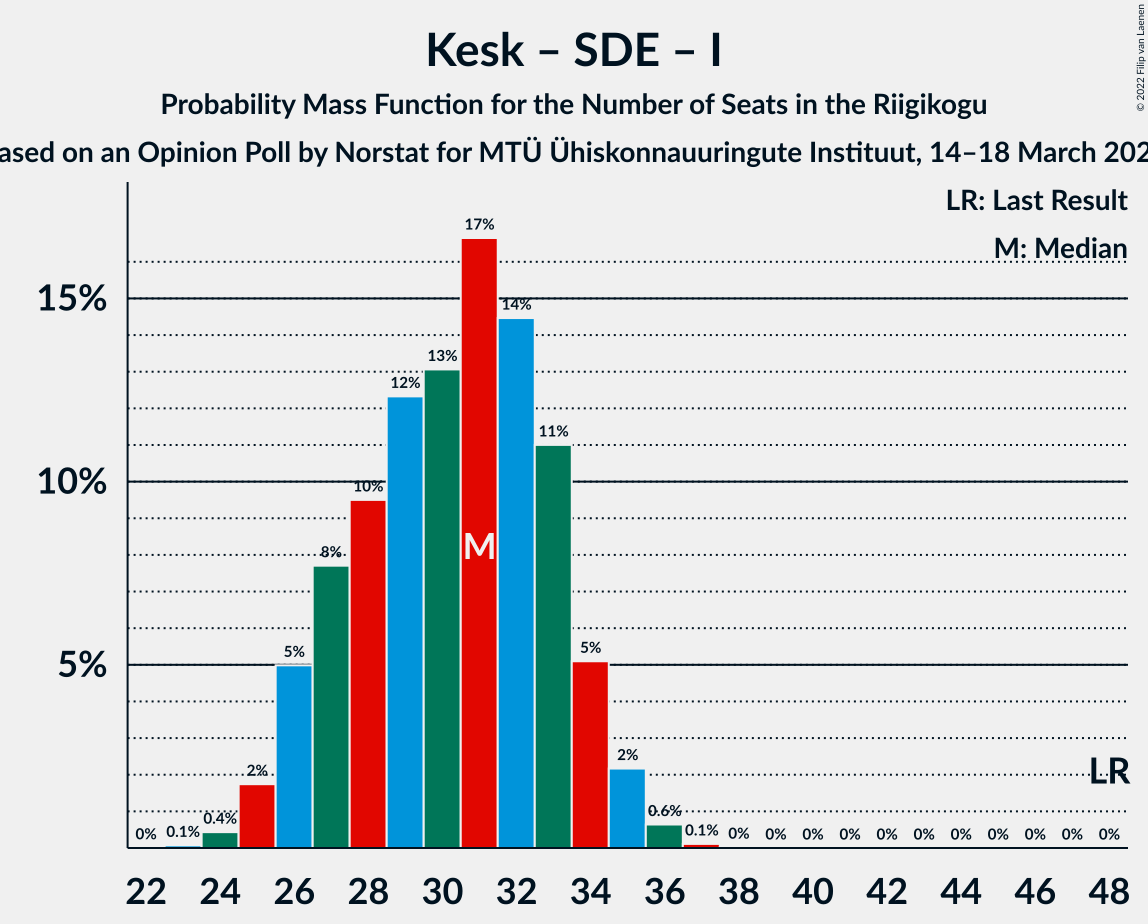 Kesk – SDE – I
Probability Mass Function for the Number of Seats in the Riigikogu
ased on an Opinion Poll by Norstat for MTÜ Ühiskonnauuringute Instituut, 14–18 March 202
© 2022 Filip van Laenen
LR: Last Result
M: Median
15%
10%
5%
0% 0.1% 0.4% 2% 5% 8% 10% 12% 13% 17% 14% 11% 5% 2% 0.6% 0.1% 0% 0% 0% 0% 0% 0% 0% 0% 0% 0% 0%
M
LR
22 24 26 28 30 32 34 36 38 40 42 44 46 48